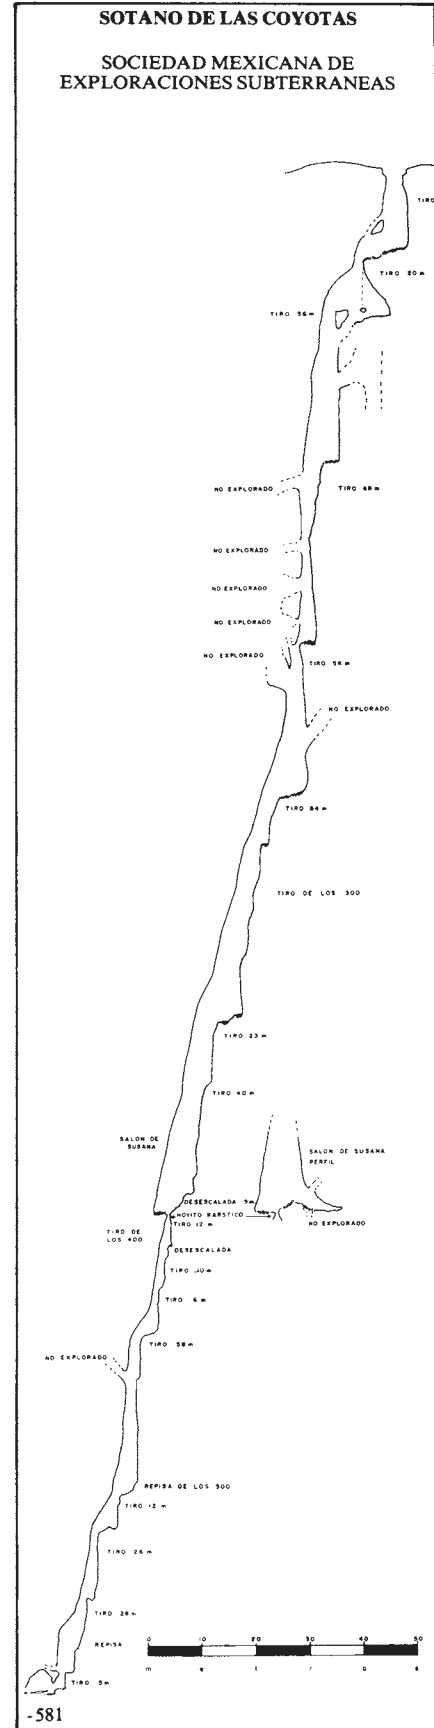 SOTANO DE LAS COYOTAS
SOCIEDAD MEXICANA DE
EXPLORACIONES SUBTERRANEAS
TIRO
TIRO 20 m
TIRO 56 m
NO EXPLORADO
TIRO 68 m
NO EXPLORADO
NO EXPLORADO
NO EXPLORADO
NO EXPLORADO
TIRO 56 m
NO EXPLORADO
TIRO 84 m
TIRO DE LOS 300
TIRO 23 m
TIRO 40 m
SALON DE
SUSANA
SALON DE SUSANA
PERFIL
DESESCALADA 9 m
HOYITO KARSTICO
NO EXPLORADO
TIRO 12 m
TIRO DE
LOS 400
DESESCALADA
TIRO 10 m
TIRO 6 m
TIRO 58 m
NO EXPLORADO
REPISA DE LOS 500
TIRO 12 m
TIRO 26 m
TIRO 28 m
REPISA
0 20 30 40 50
m e t r o s
TIRO 5 m
-581